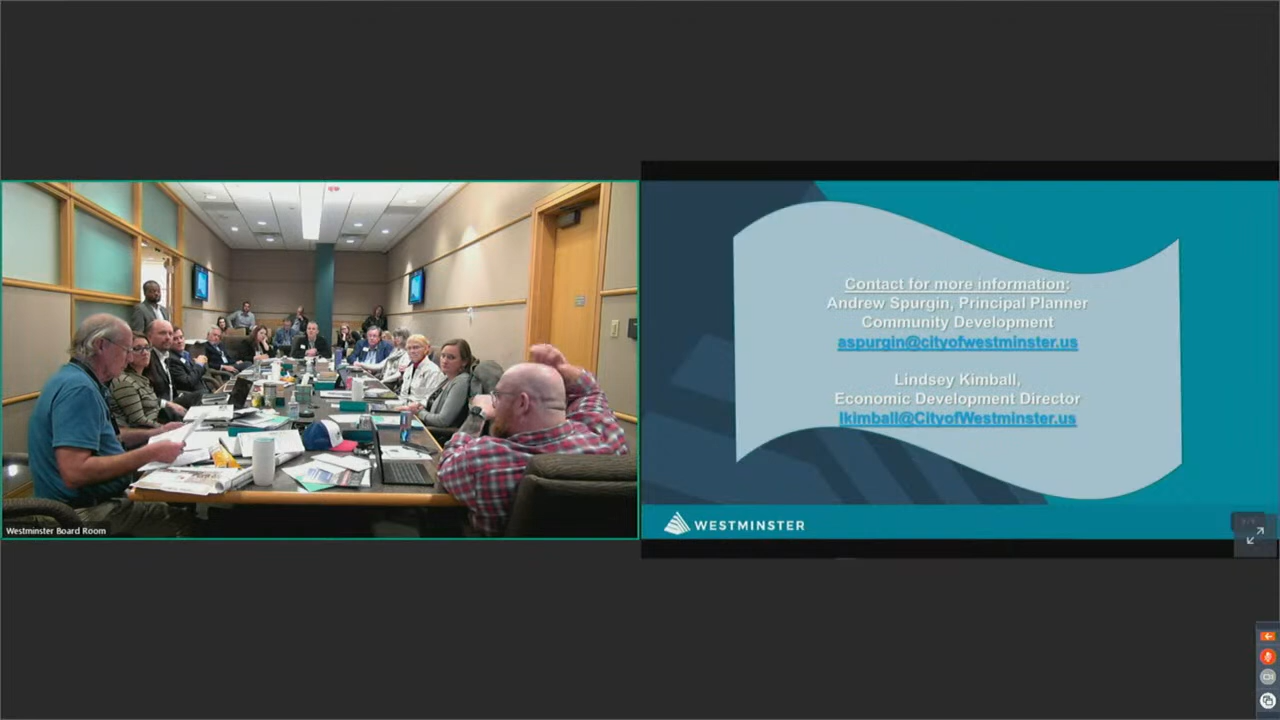 Westminster Board Room
Contact for more information:
Andrew Spurgin, Principal Planner
Community Development
aspurgin@cityofwestminster.us
Lindsey Kimball,
Economic Development Director
lkimball@CityofWestminster.us
WESTMINSTER